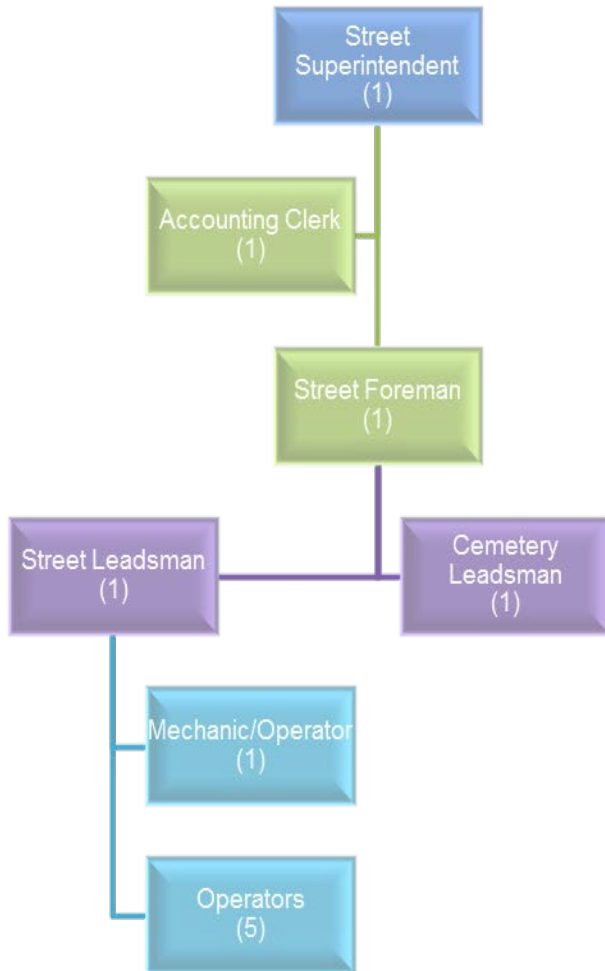 Street
Superintendent
(1)
Accounting Clerk
(1)
Street Foreman
(1)
Street Leadsman
(1)
Cemetery
Leadsman
(1)
Mechanic/Operator
(1)
Operators
(5)